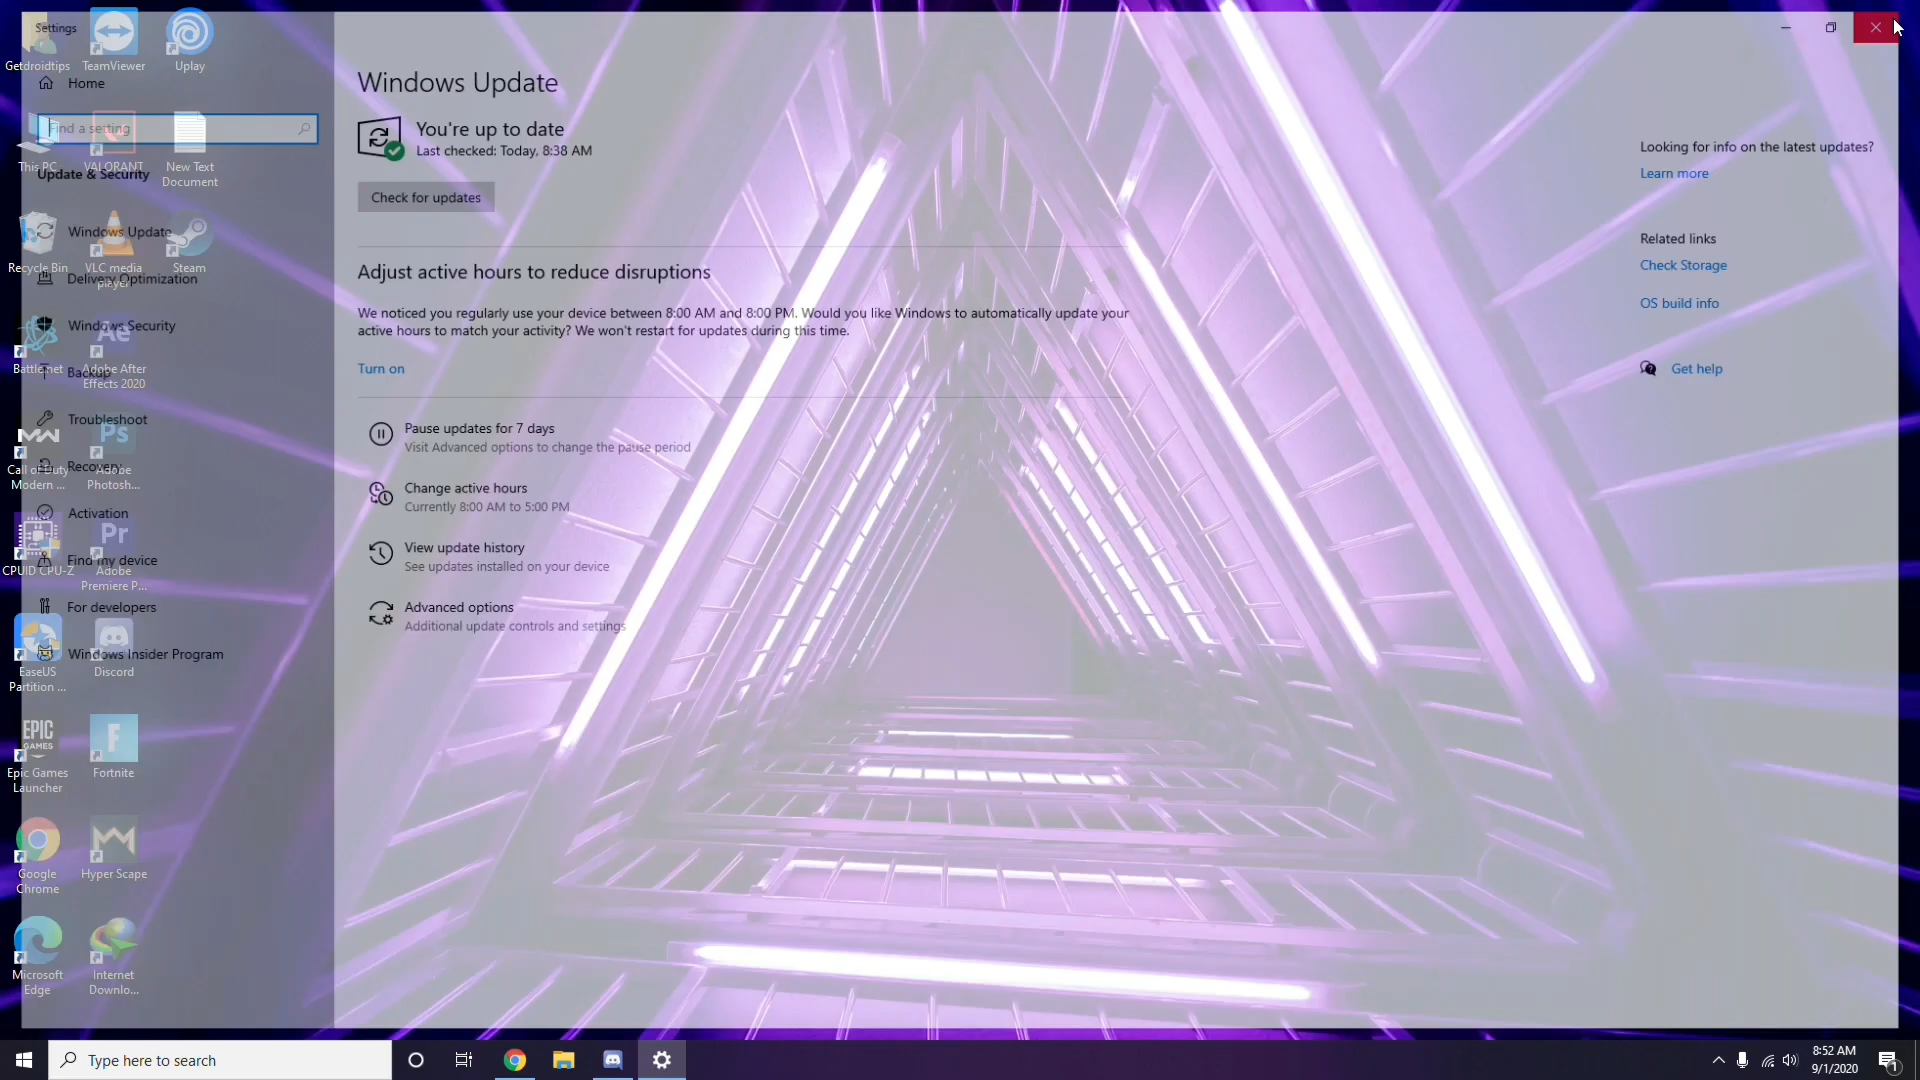 Settings
Home
Find a setting
Update & Security
Windows Update
Delivery Optimization
Windows Security
Backup
Troubleshoot
Recovery
Activation
Find my device
For developers
Windows Insider Program
Getdroidtips
TeamViewer
Uplay
This PC
VALORANT
New Text
Document
Recycle Bin
VLC media
player
Steam
Battle.net
Ae
Adobe After
Effects 2020
Call of Duty
Modern ...
Ps
Adobe
Photosh...
CPUID CPU-Z
Pr
Adobe
Premiere P...
EaseUS
Partition ...
Discord
EPIC
GAMES
Epic Games
Launcher
Fortnite
Google
Chrome
Hyper Scape
Microsoft
Edge
Internet
Downlo...
Windows Update
You're up to date
Last checked: Today, 8:38 AM
Check for updates
Adjust active hours to reduce disruptions
We noticed you regularly use your device between 8:00 AM and 8:00 PM. Would you like Windows to automatically update your
active hours to match your activity? We won't restart for updates during this time.
Turn on
Pause updates for 7 days
Visit Advanced options to change the pause period
Change active hours
Currently 8:00 AM to 5:00 PM
View update history
See updates installed on your device
Advanced options
Additional update controls and settings
Looking for info on the latest updates?
Learn more
Related links
Check Storage
OS build info
Get help
Type here to search
8:52 AM
9/1/2020
1